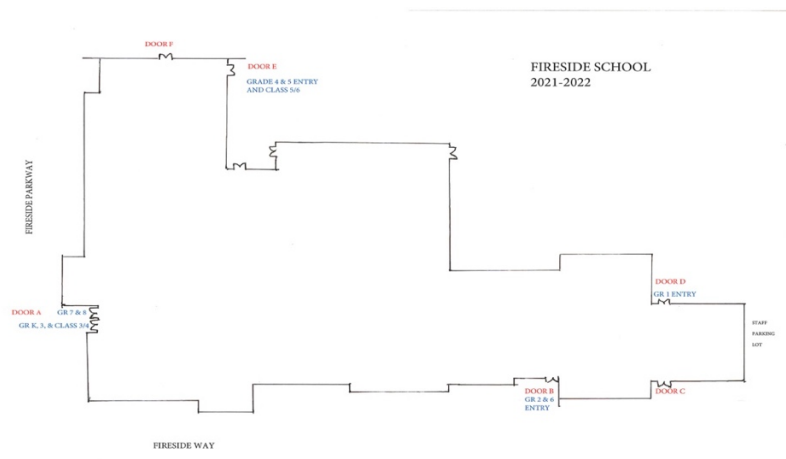 DOOR F
DOOR E
GRADE 4 & 5 ENTRY
AND CLASS 5/6
FIRESIDE SCHOOL
2021-2022
FIRESIDE PARKWAY
DOOR A
GR 7 & 8
GR K, 3, & CLASS 3/4
DOOR D
GR 1 ENTRY
STAFF
PARKING
LOT
DOOR B
GR 2 & 6
ENTRY
DOOR C
FIRESIDE WAY